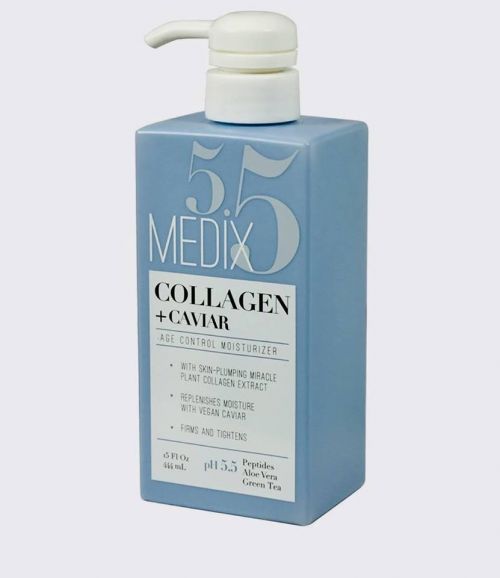 5.5
MEDiX
COLLAGEN
+CAVIAR
AGE CONTROL MOISTURIZER
• WITH SKIN-PLUMPING MIRACLE
PLANT COLLAGEN EXTRACT
• REPLENISHES MOISTURE
WITH VEGAN CAVIAR
• FIRMS AND TIGHTENS
15 Fl Oz
444 mL
pH 5.5
Peptides
Aloe Vera
Green Tea